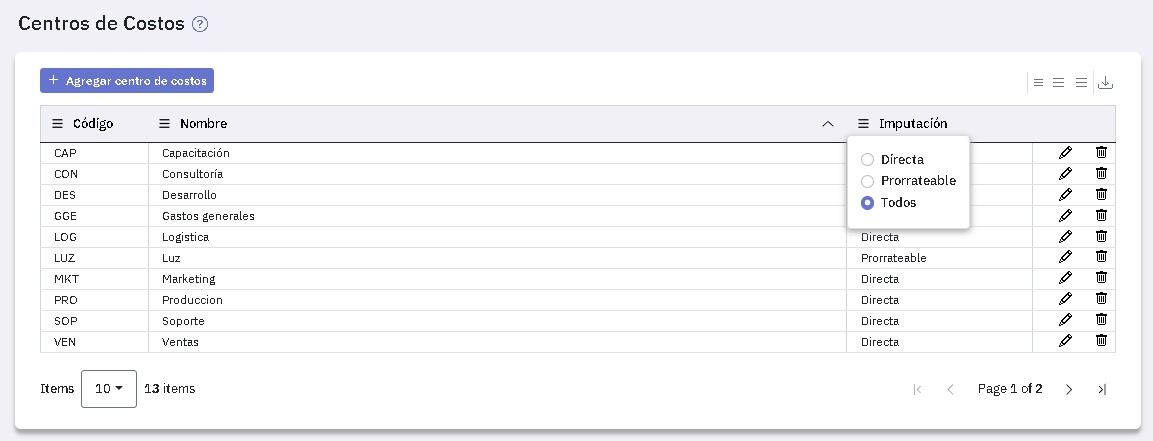 Centros de Costos ?
+ Agregar centro de costos
Código Nombre Imputación
Directa
Prorrateable
Todos
CAP Capacitación
CON Consultoría
DES Desarrollo
GGE Gastos generales
LOG Logistica Directa
LUZ Luz Prorrateable
MKT Marketing Directa
PRO Produccion Directa
SOP Soporte Directa
VEN Ventas Directa
Items 10 13 items Page 1 of 2